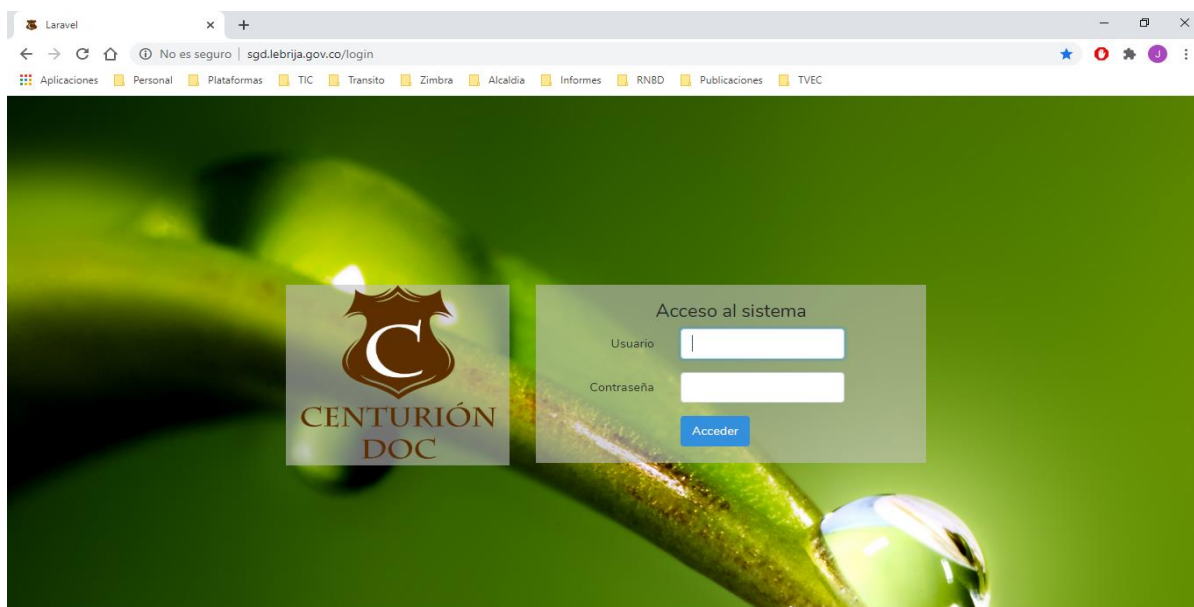 Laravel
No es seguro | sgd.lebrija.gov.co/login
J
Aplicaciones Personal Plataformas TIC Transito Zimbra Alcaldia Informes RNBD Publicaciones TVEC
C
CENTURIÓN
DOC
Acceso al sistema
Usuario
Contraseña
Acceder